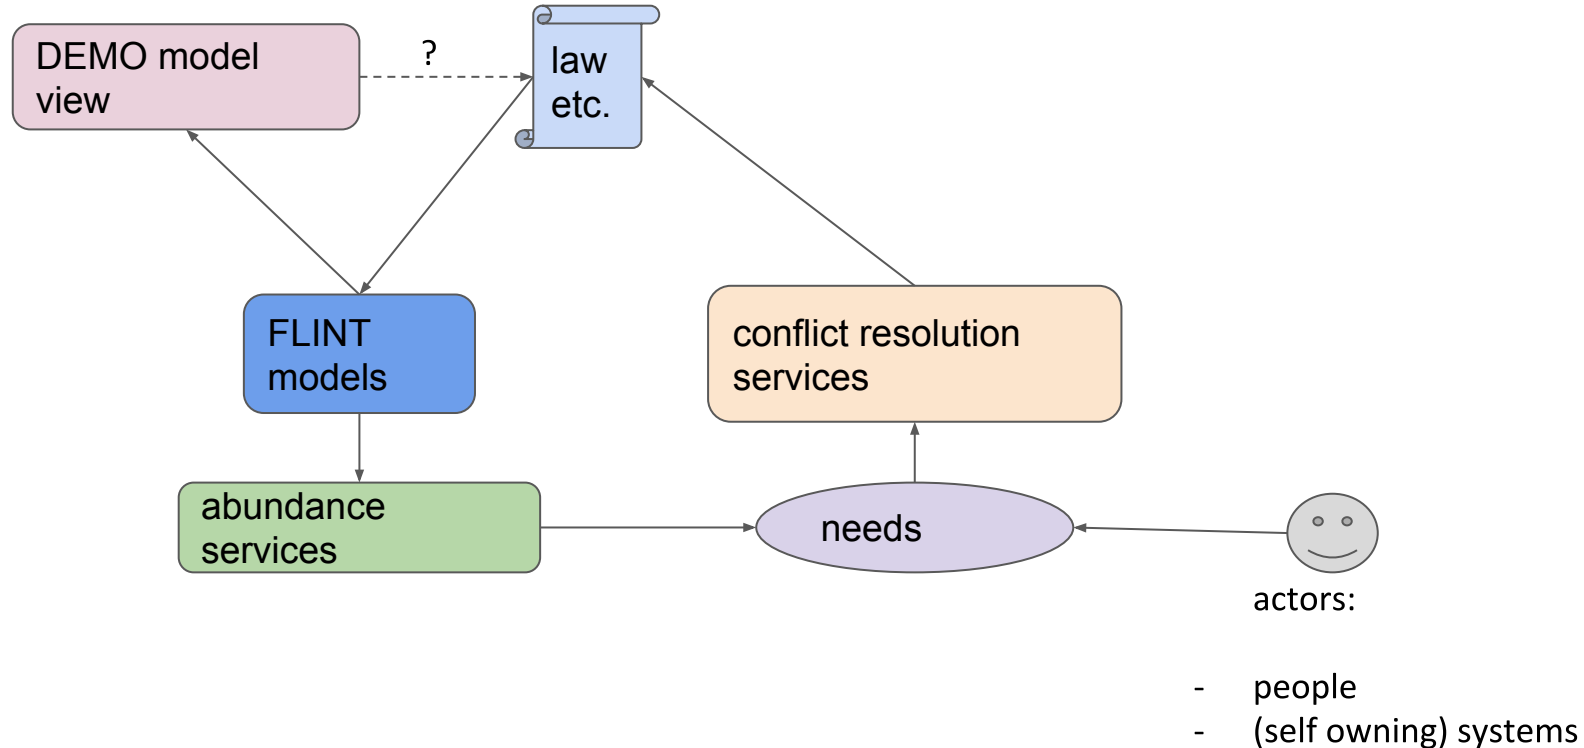 DEMO model
view
?
law
etc.
FLINT
models
conflict resolution
services
abundance
services
needs
actors:
- people
- (self owning) systems